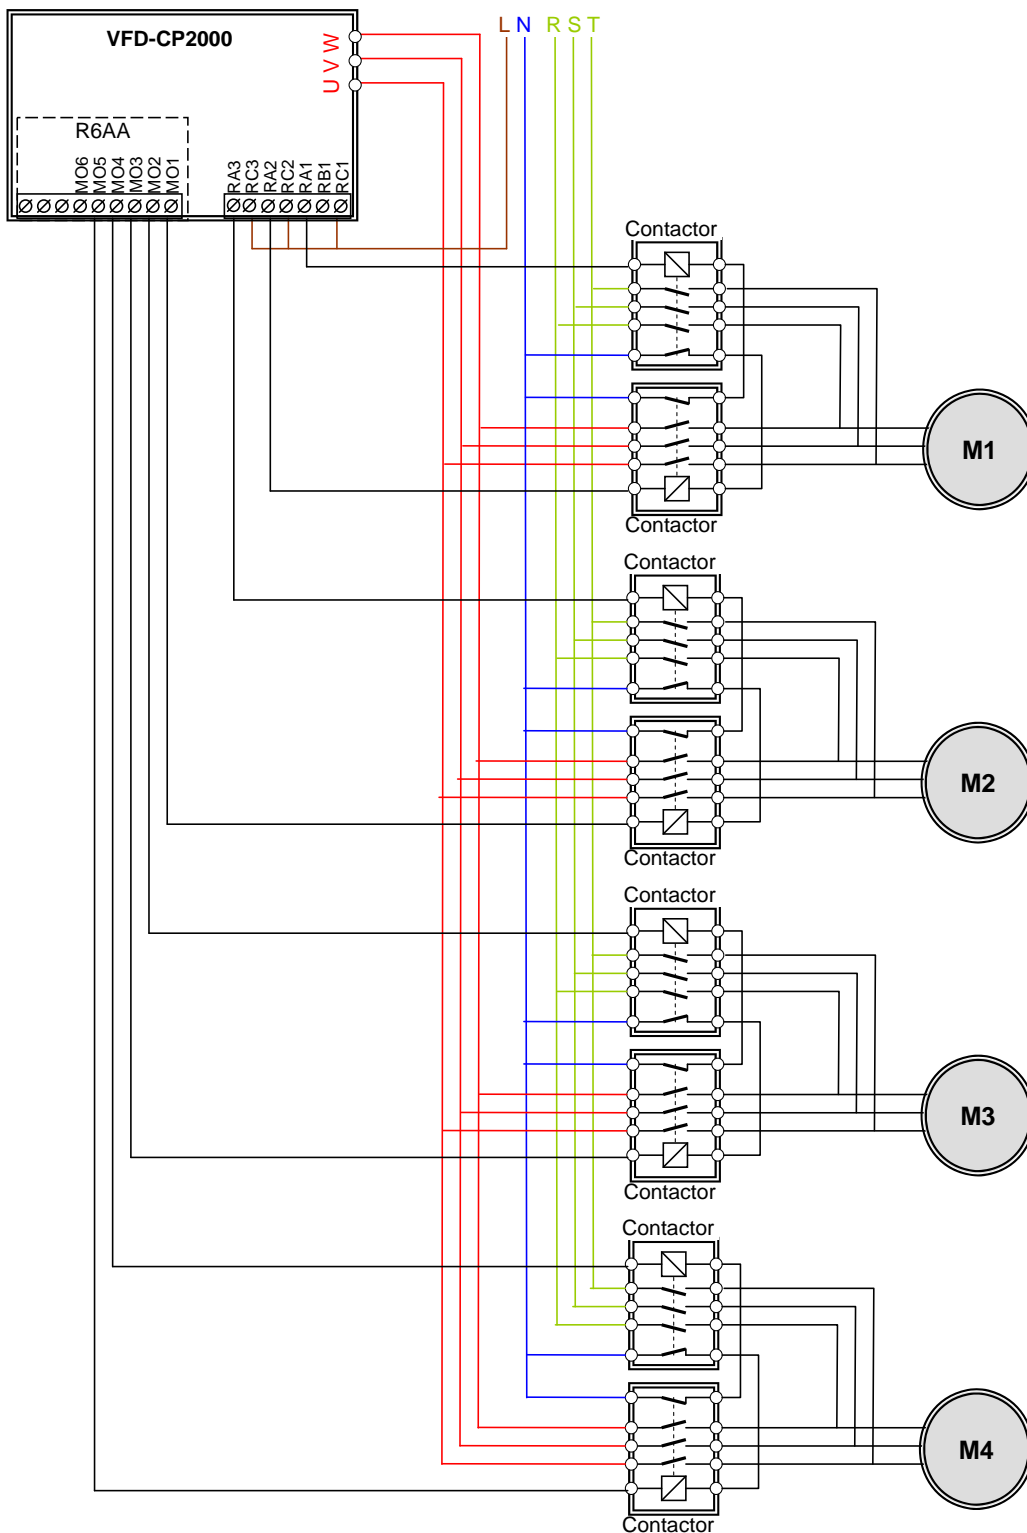 VFD-CP2000
L N R S T
U V W
R6AA
MO6
MO5
MO4
MO3
MO2
MO1
RA3
RC3
RA2
RC2
RA1
RB1
RC1
Contactor
M1
Contactor
Contactor
M2
Contactor
Contactor
M3
Contactor
Contactor
M4
Contactor